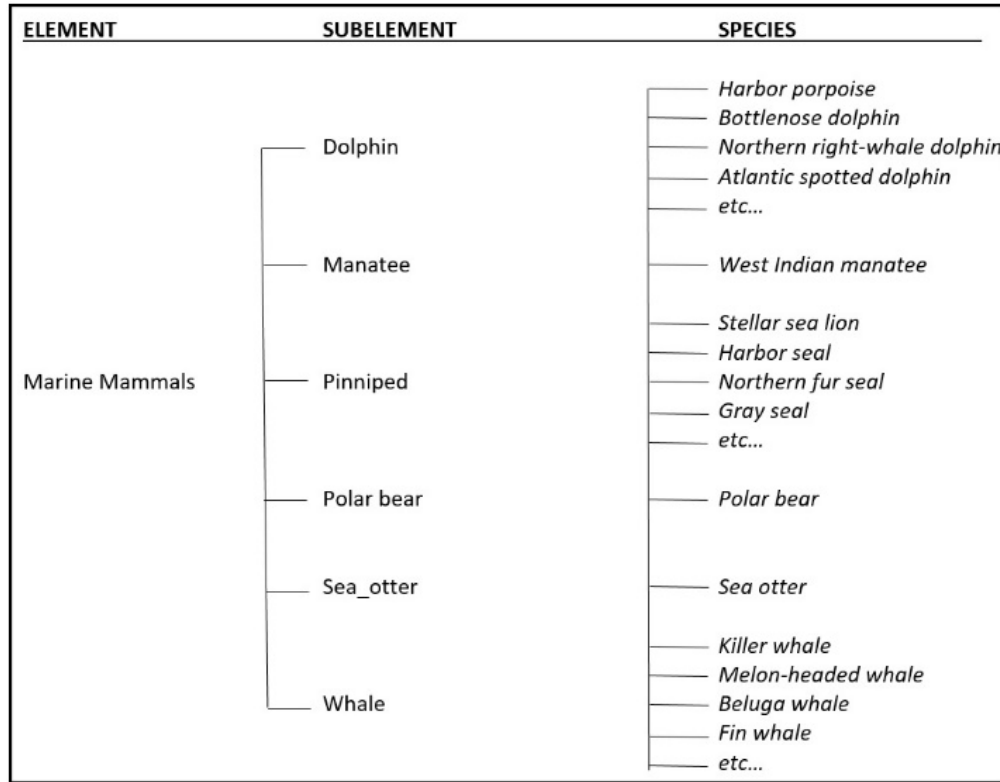 ELEMENT SUBELEMENT SPECIES
Harbor porpoise
Bottlenose dolphin
Dolphin Northern right-whale dolphin
Atlantic spotted dolphin
etc...
Manatee West Indian manatee
Stellar sea lion
Harbor seal
Marine Mammals Pinniped Northern fur seal
Gray seal
etc...
Polar bear Polar bear
Sea_otter Sea otter
Killer whale
Melon-headed whale
Whale Beluga whale
Fin whale
etc...